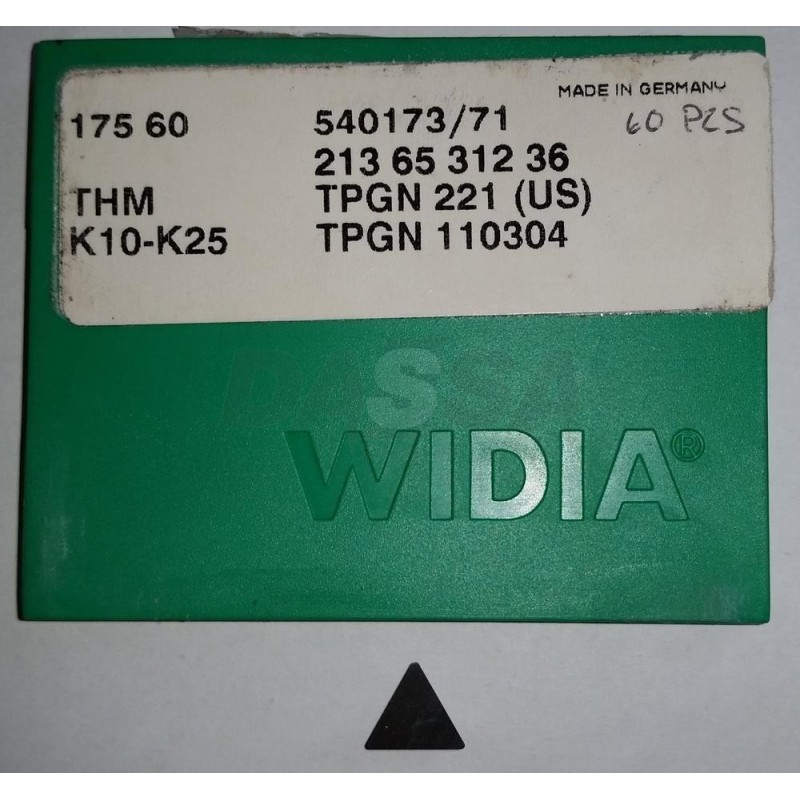 MADE IN GERMANY
175 60 540173/71 60 PCS
213 65 312 36
THM TPGN 221 (US)
K10-K25 TPGN 110304
DASSA
WIDIA®